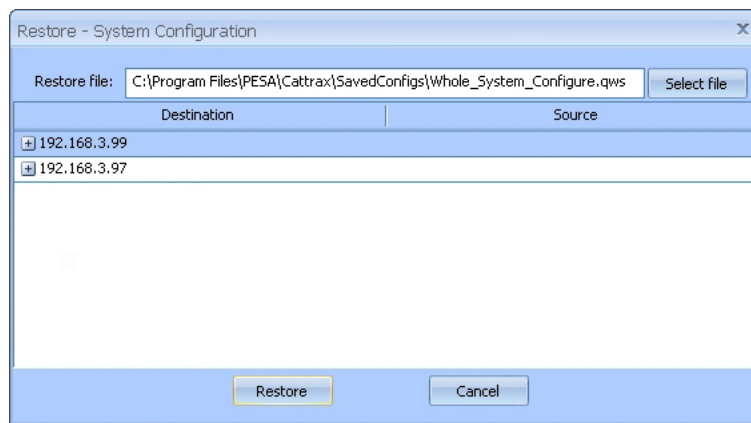 Restore - System Configuration x
Restore file: C:\Program Files\PESA\Cattrax\SavedConfigs\Whole_System_Configure.qws Select file
Destination Source
192.168.3.99
192.168.3.97
Restore Cancel